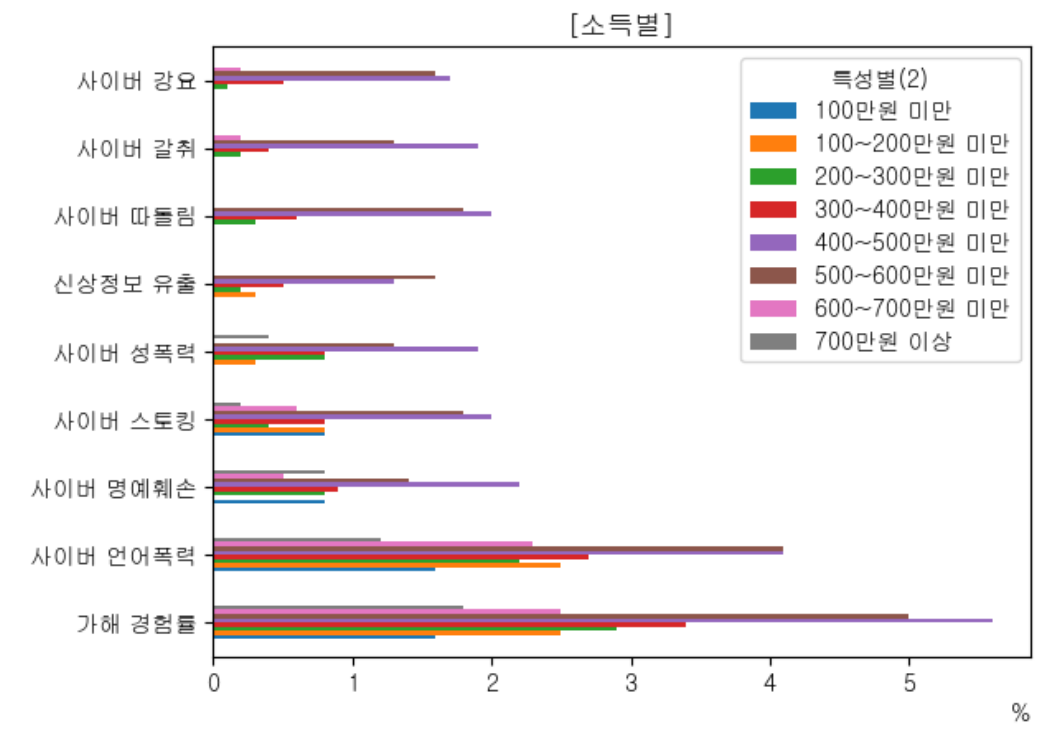 [소득별]
사이버 강요
사이버 갈취
사이버 따돌림
신상정보 유출
사이버 성폭력
사이버 스토킹
사이버 명예훼손
사이버 언어폭력
가해 경험률
특성별(2)
100만원 미만
100~200만원 미만
200~300만원 미만
300~400만원 미만
400~500만원 미만
500~600만원 미만
600~700만원 미만
700만원 이상
0 1 2 3 4 5
%